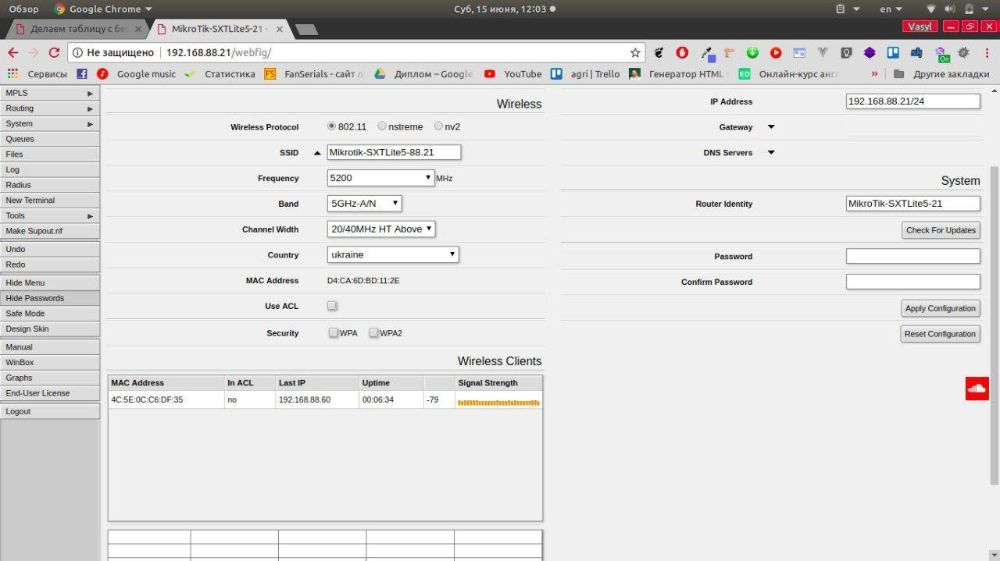 Обзор Google Chrome Суб, 15 июня, 12:03 en
Делаем таблицу с бе
MikroTik-SXTLite5-21 -
Vasyl
Не защищено 192.168.88.21/webfig/
On
Сервисы Google music Статистика FS FanSerials - са Диплом – Google YouTube agri | Trello Генератор HTML ED Онлайн-курс анг » Другие закладки
MPLS
Routing
System
Queues
Files
Log
Radius
New Terminal
Tools
Make Supout.rif
Undo
Redo
Hide Menu
Hide Passwords
Safe Mode
Design Skin
Manual
WinBox
Graphs
End-User License
Logout
Wireless
Wireless Protocol 802.11 nstreme nv2
SSID Mikrotik-SXTLite5-88.21
Frequency 5200 MHz
Band 5GHz-A/N
Channel Width 20/40MHz HT Above
Country ukraine
MAC Address D4:CA:6D:BD:11:2E
Use ACL
Security WPA WPA2
Wireless Clients
MAC Address In ACL Last IP Uptime Signal Strength
4C:5E:0C:C6:DF:35 no 192.168.88.60 00:06:34 -79
IP Address 192.168.88.21/24
Gateway
DNS Servers
System
Router Identity MikroTik-SXTLite5-21
Check For Updates
Password
Confirm Password
Apply Configuration
Reset Configuration